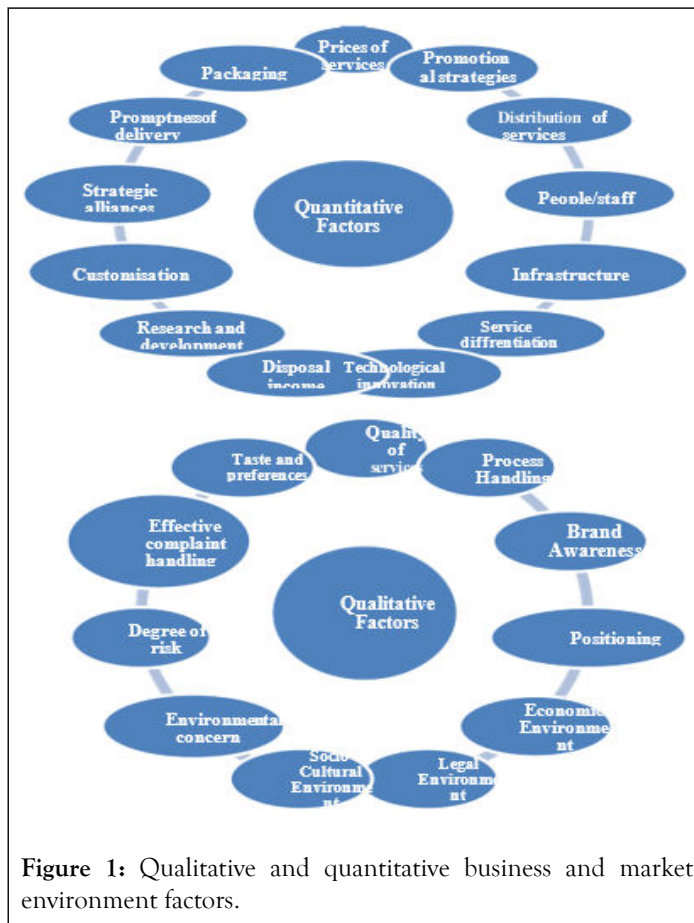 Prices of
services
Promotion
al strategies
Distribution of
services
People/staff
Infrastructure
Service
diffrentiation
Technological
innovation
Disposal
income
Research and
development
Customisation
Strategic
alliances
Promptness of
delivery
Packaging
Quantitative
Factors
Quality
of
services
Process
Handling
Brand
Awareness
Positioning
Economic
Environme
nt
Legal
Environme
nt
Socio
Cultural
Environme
nt
Environmental
concern
Degree of
risk
Effective
complaint
handling
Taste and
preferences
Qualitative
Factors
Figure 1: Qualitative and quantitative business and market
environment factors.